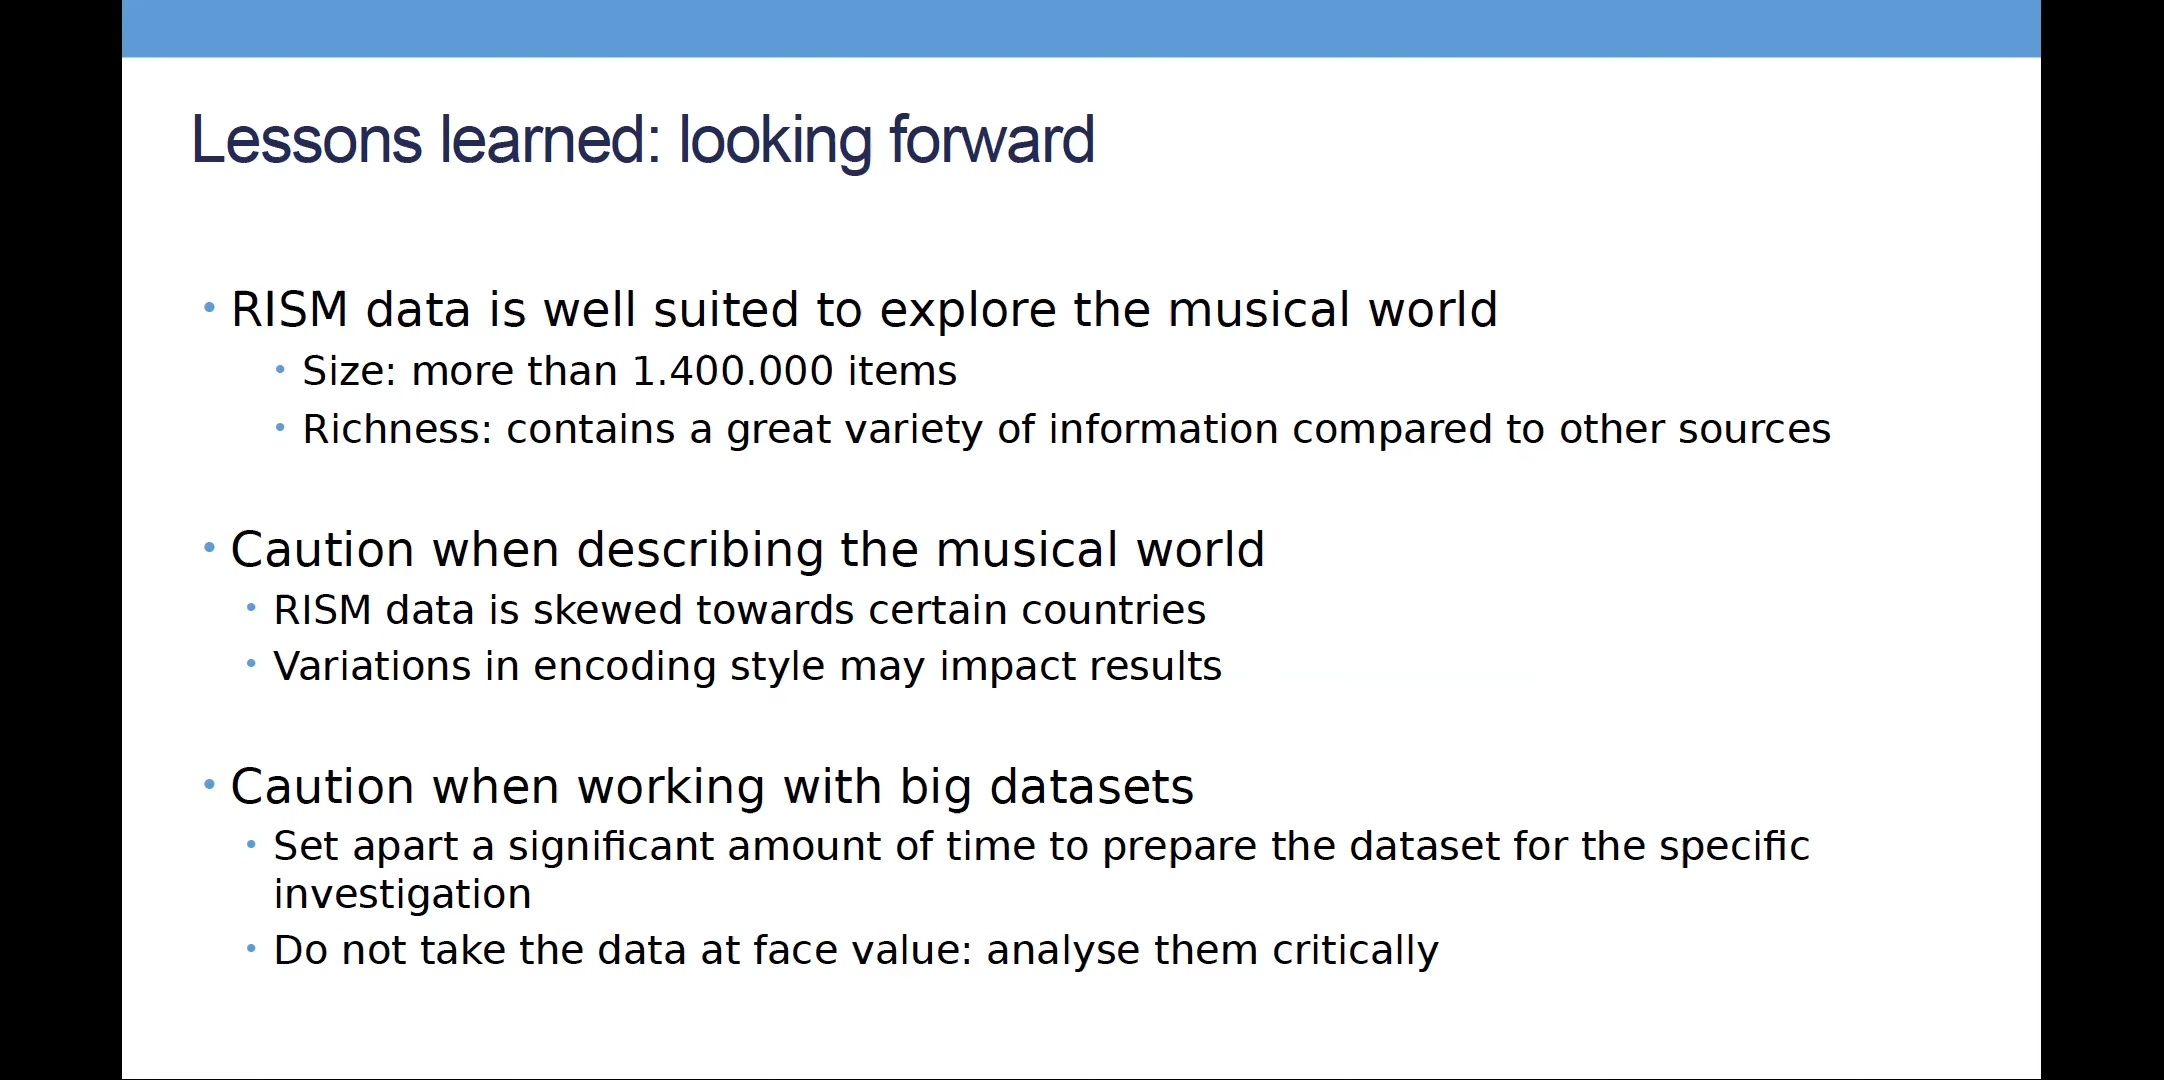 Lessons learned: looking forward
• RISM data is well suited to explore the musical world
• Size: more than 1.400.000 items
• Richness: contains a great variety of information compared to other sources
• Caution when describing the musical world
• RISM data is skewed towards certain countries
• Variations in encoding style may impact results
• Caution when working with big datasets
• Set apart a significant amount of time to prepare the dataset for the specific
investigation
• Do not take the data at face value: analyse them critically